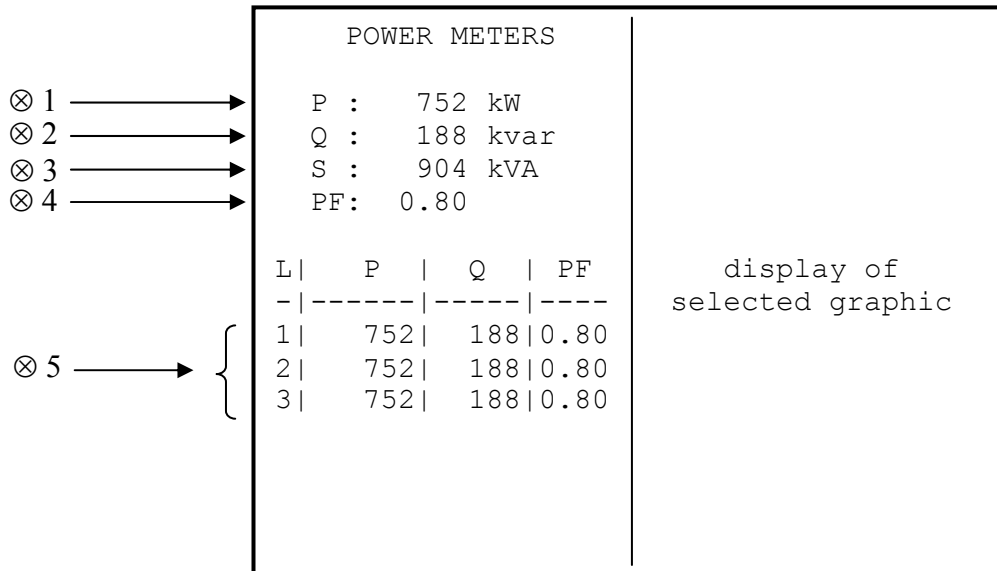 POWER METERS
⊗ 1 P : 752 kW
⊗ 2 Q : 188 kvar
⊗ 3 S : 904 kVA
⊗ 4 PF: 0.80
L| P | Q | PF
-|------|-----|----
1| 752| 188|0.80
⊗ 5 2| 752| 188|0.80
3| 752| 188|0.80
display of
selected graphic